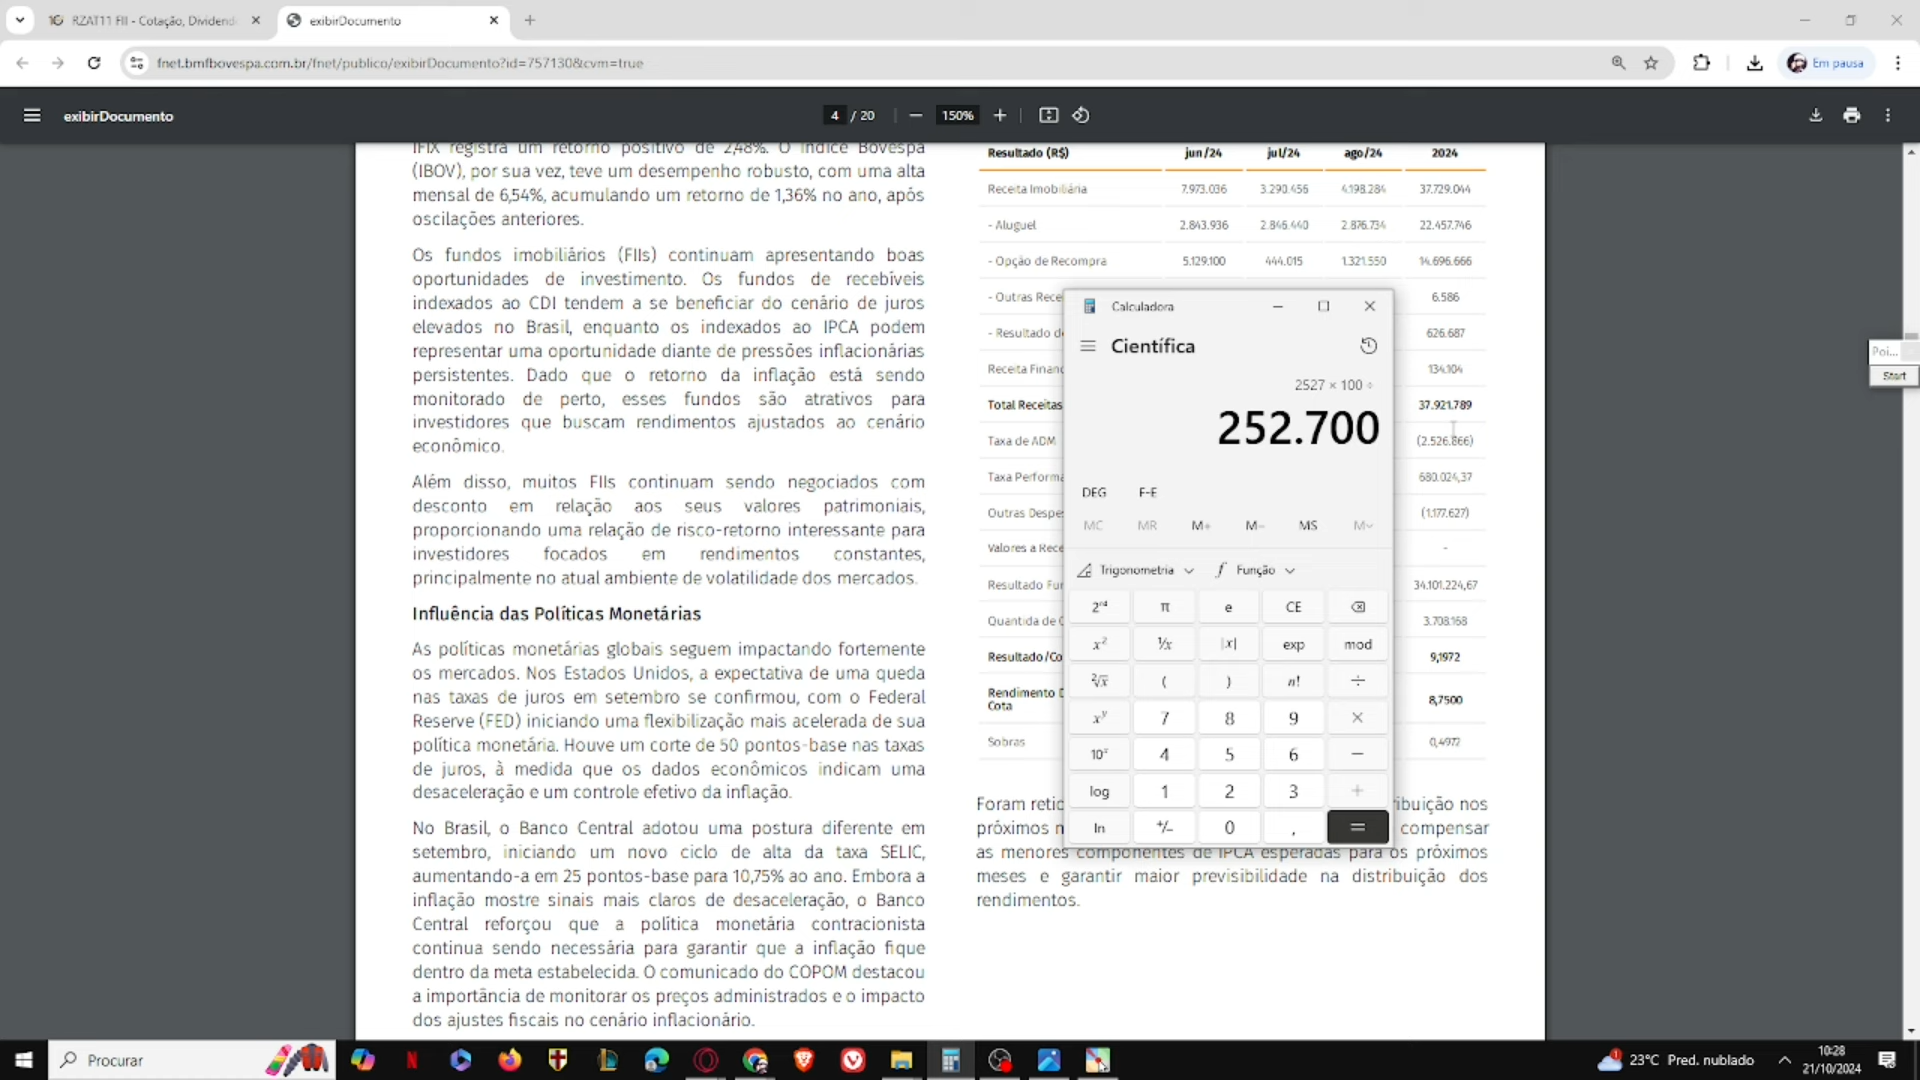 RZAT11 FII - Cotação, Dividend
exibirDocumento
fnet.bmfbovespa.com.br/fnet/publico/exibirDocumento?id=757130&cvm=true
Em pausa
exibirDocumento
4 / 20
150%
IFIX registra um retorno positivo de 2,48%. O Índice Bovespa
(IBOV), por sua vez, teve um desempenho robusto, com uma alta
mensal de 6,54%, acumulando um retorno de 1,36% no ano, após
oscilações anteriores.
Os fundos imobiliários (FIIs) continuam apresentando boas
oportunidades de investimento. Os fundos de recebíveis
indexados ao CDI tendem a se beneficiar do cenário de juros
elevados no Brasil, enquanto os indexados ao IPCA podem
representar uma oportunidade diante de pressões inflacionárias
persistentes. Dado que o retorno da inflação está sendo
monitorado de perto, esses fundos são atrativos para
investidores que buscam rendimentos ajustados ao cenário
econômico.
Além disso, muitos FIIs continuam sendo negociados com
desconto em relação aos seus valores patrimoniais,
proporcionando uma relação de risco-retorno interessante para
investidores focados em rendimentos constantes,
principalmente no atual ambiente de volatilidade dos mercados.
Influência das Políticas Monetárias
As políticas monetárias globais seguem impactando fortemente
os mercados. Nos Estados Unidos, a expectativa de uma queda
nas taxas de juros em setembro se confirmou, com o Federal
Reserve (FED) iniciando uma flexibilização mais acelerada de sua
política monetária. Houve um corte de 50 pontos-base nas taxas
de juros, à medida que os dados econômicos indicam uma
desaceleração e um controle efetivo da inflação.
No Brasil, o Banco Central adotou uma postura diferente em
setembro, iniciando um novo ciclo de alta da taxa SELIC,
aumentando-a em 25 pontos-base para 10,75% ao ano. Embora a
inflação mostre sinais mais claros de desaceleração, o Banco
Central reforçou que a política monetária contracionista
continua sendo necessária para garantir que a inflação fique
dentro da meta estabelecida. O comunicado do COPOM destacou
a importância de monitorar os preços administrados e o impacto
dos ajustes fiscais no cenário inflacionário.
Resultado (R$) jun/24 jul/24 ago/24 2024
Receita Imobiliária 7.973.036 3.290.456 4.198.284 37.729.044
- Aluguel 2.843.936 2.846.440 2.876.734 22.457.746
- Opção de Recompra 5.129.100 444.015 1.321.550 14.696.666
- Outras Rece 6.586
- Resultado de 626.687
Receita Financ 134.104
Total Receitas 37.921.789
Taxa de ADM (2.526.866)
Taxa Performa 680.024,37
Outras Despes (1.177.627)
Valores a Rece -
Resultado Fun 34.101.224,67
Quantida de C 3.708.168
Resultado/Co 9,1972
Rendimento D
Cota 8,7500
Sobras 0,4972
Foram retid ribuição nos
próximos m compensar
as menores componentes de IPCA esperadas para os próximos
meses e garantir maior previsibilidade na distribuição dos
rendimentos.
Calculadora
Científica
2527 × 100 ÷
252.700
DEG F-E
MC MR M+ M- MS M˅
Trigonometria Função
2ⁿᵈ π e CE
x² ¹/x |x| exp mod
²√x ( ) n! ÷
xʸ 7 8 9 ×
10ˣ 4 5 6 −
log 1 2 3 +
ln +/- 0 , =
Poi...
Start
Procurar
23°C Pred. nublado
10:28
21/10/2024